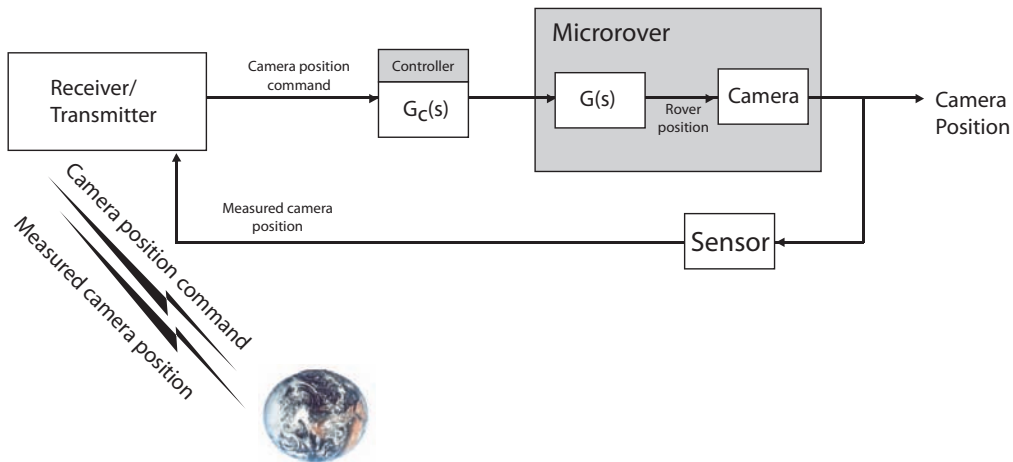 Microrover
Receiver/
Transmitter
Camera position
command
Controller
G_C(s)
G(s)
Rover
position
Camera
Camera
Position
Measured camera
position
Sensor
Camera position command
Measured camera position